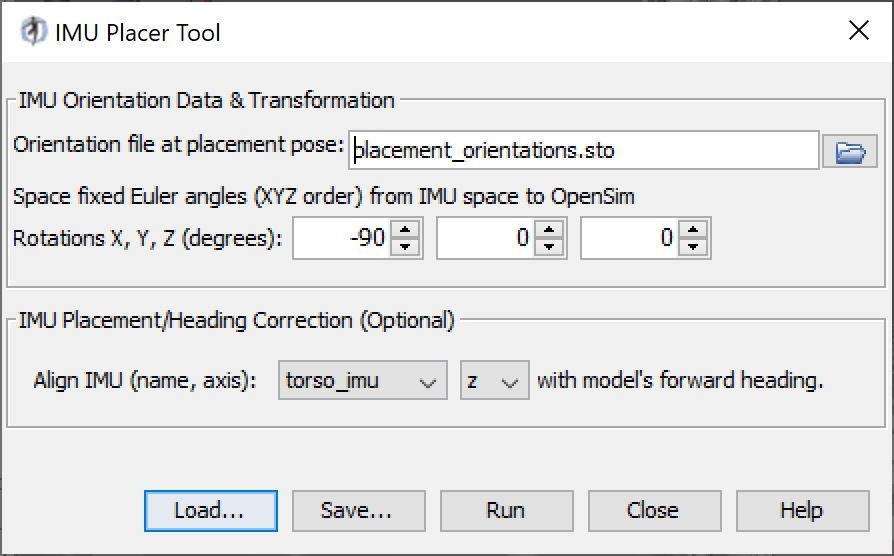 IMU Placer Tool
IMU Orientation Data & Transformation
Orientation file at placement pose: placement_orientations.sto
Space fixed Euler angles (XYZ order) from IMU space to OpenSim
Rotations X, Y, Z (degrees): -90 0 0
IMU Placement/Heading Correction (Optional)
Align IMU (name, axis): torso_imu z with model's forward heading.
Load... Save... Run Close Help